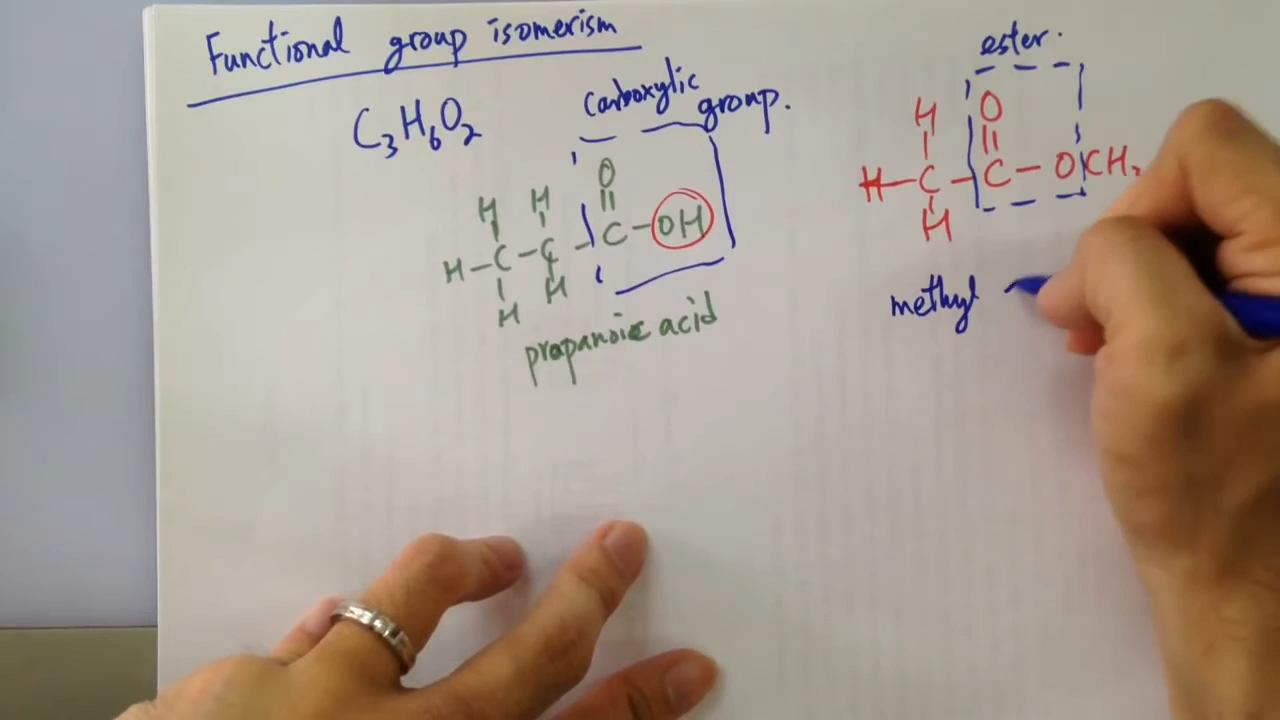 Functional group isomerism
C3H6O2
carboxylic group.
O
||
H H
H-C-C-C-OH
H H
propanoic acid
ester.
H O
||
H-C-C-OCH3
H
methyl